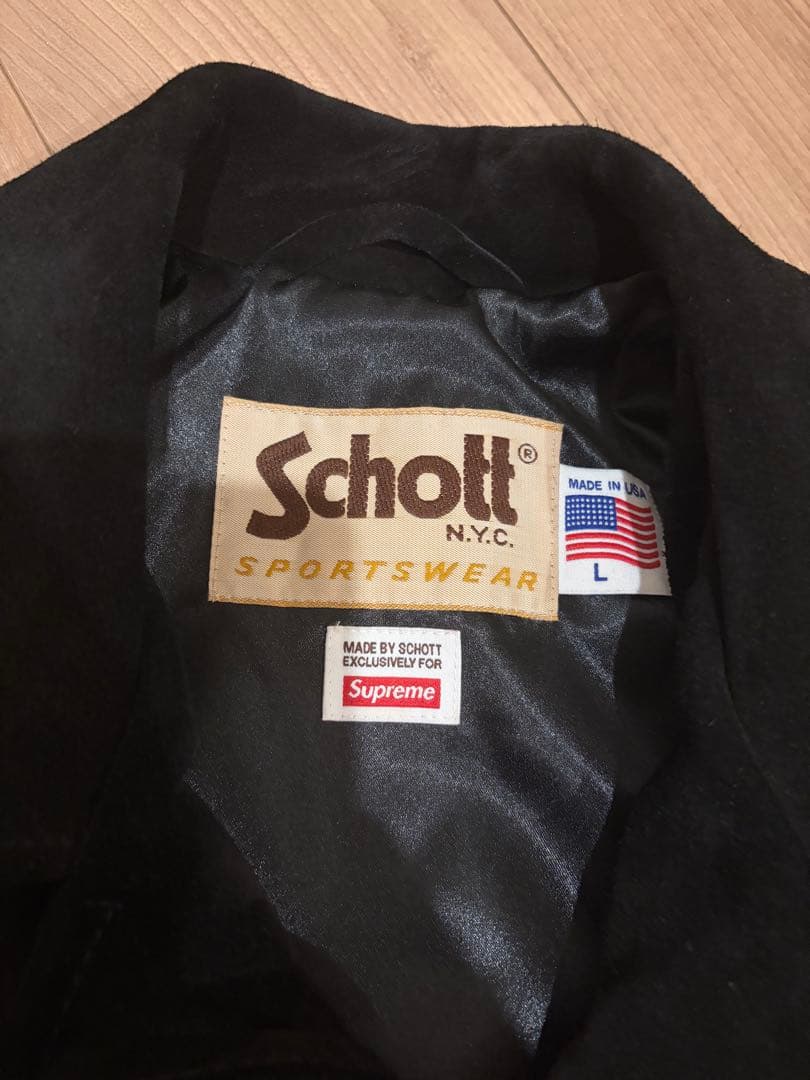 Schott®
N.Y.C.
SPORTSWEAR
MADE IN USA
L
MADE BY SCHOTT
EXCLUSIVELY FOR
Supreme